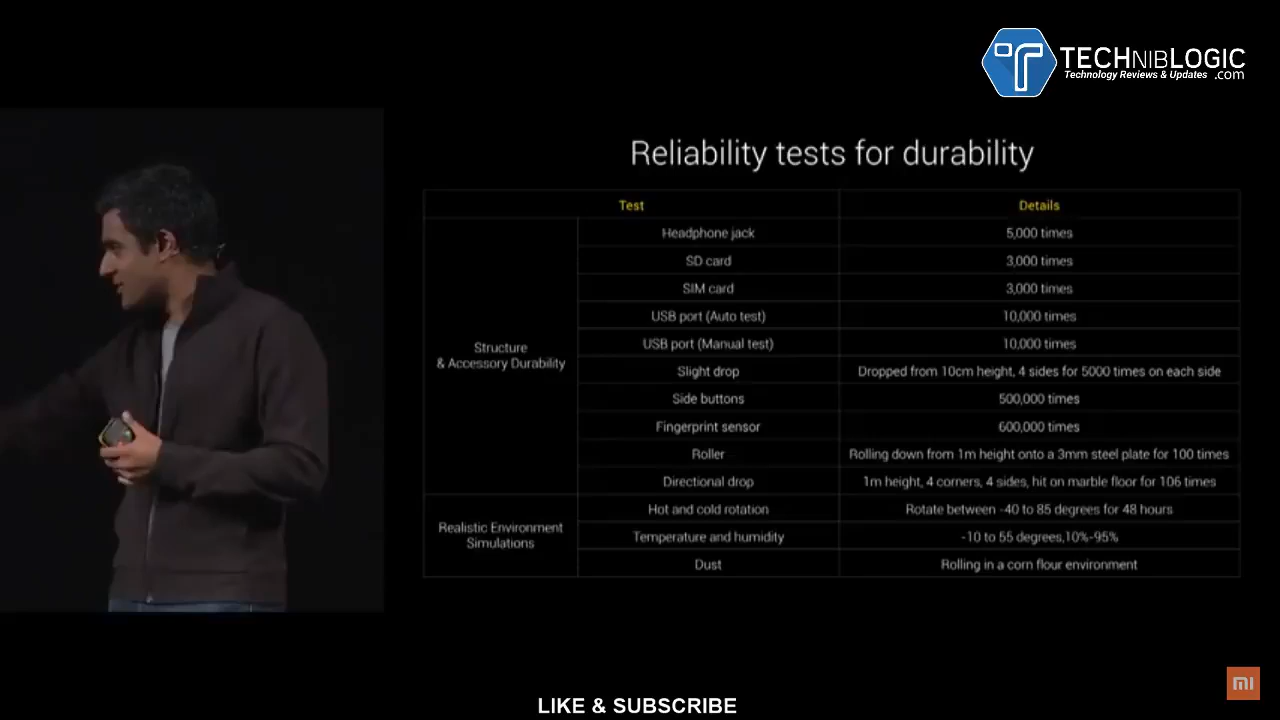 TECHNIBLOGIC
Technology Reviews & Updates .com
Reliability tests for durability
Test Details
Structure
& Accessory Durability
Headphone jack 5,000 times
SD card 3,000 times
SIM card 3,000 times
USB port (Auto test) 10,000 times
USB port (Manual test) 10,000 times
Slight drop Dropped from 10cm height, 4 sides for 5000 times on each side
Side buttons 500,000 times
Fingerprint sensor 600,000 times
Roller Rolling down from 1m height onto a 3mm steel plate for 100 times
Directional drop 1m height, 4 corners, 4 sides, hit on marble floor for 106 times
Realistic Environment
Simulations
Hot and cold rotation Rotate between -40 to 85 degrees for 48 hours
Temperature and humidity -10 to 55 degrees,10%-95%
Dust Rolling in a corn flour environment
MI
LIKE & SUBSCRIBE